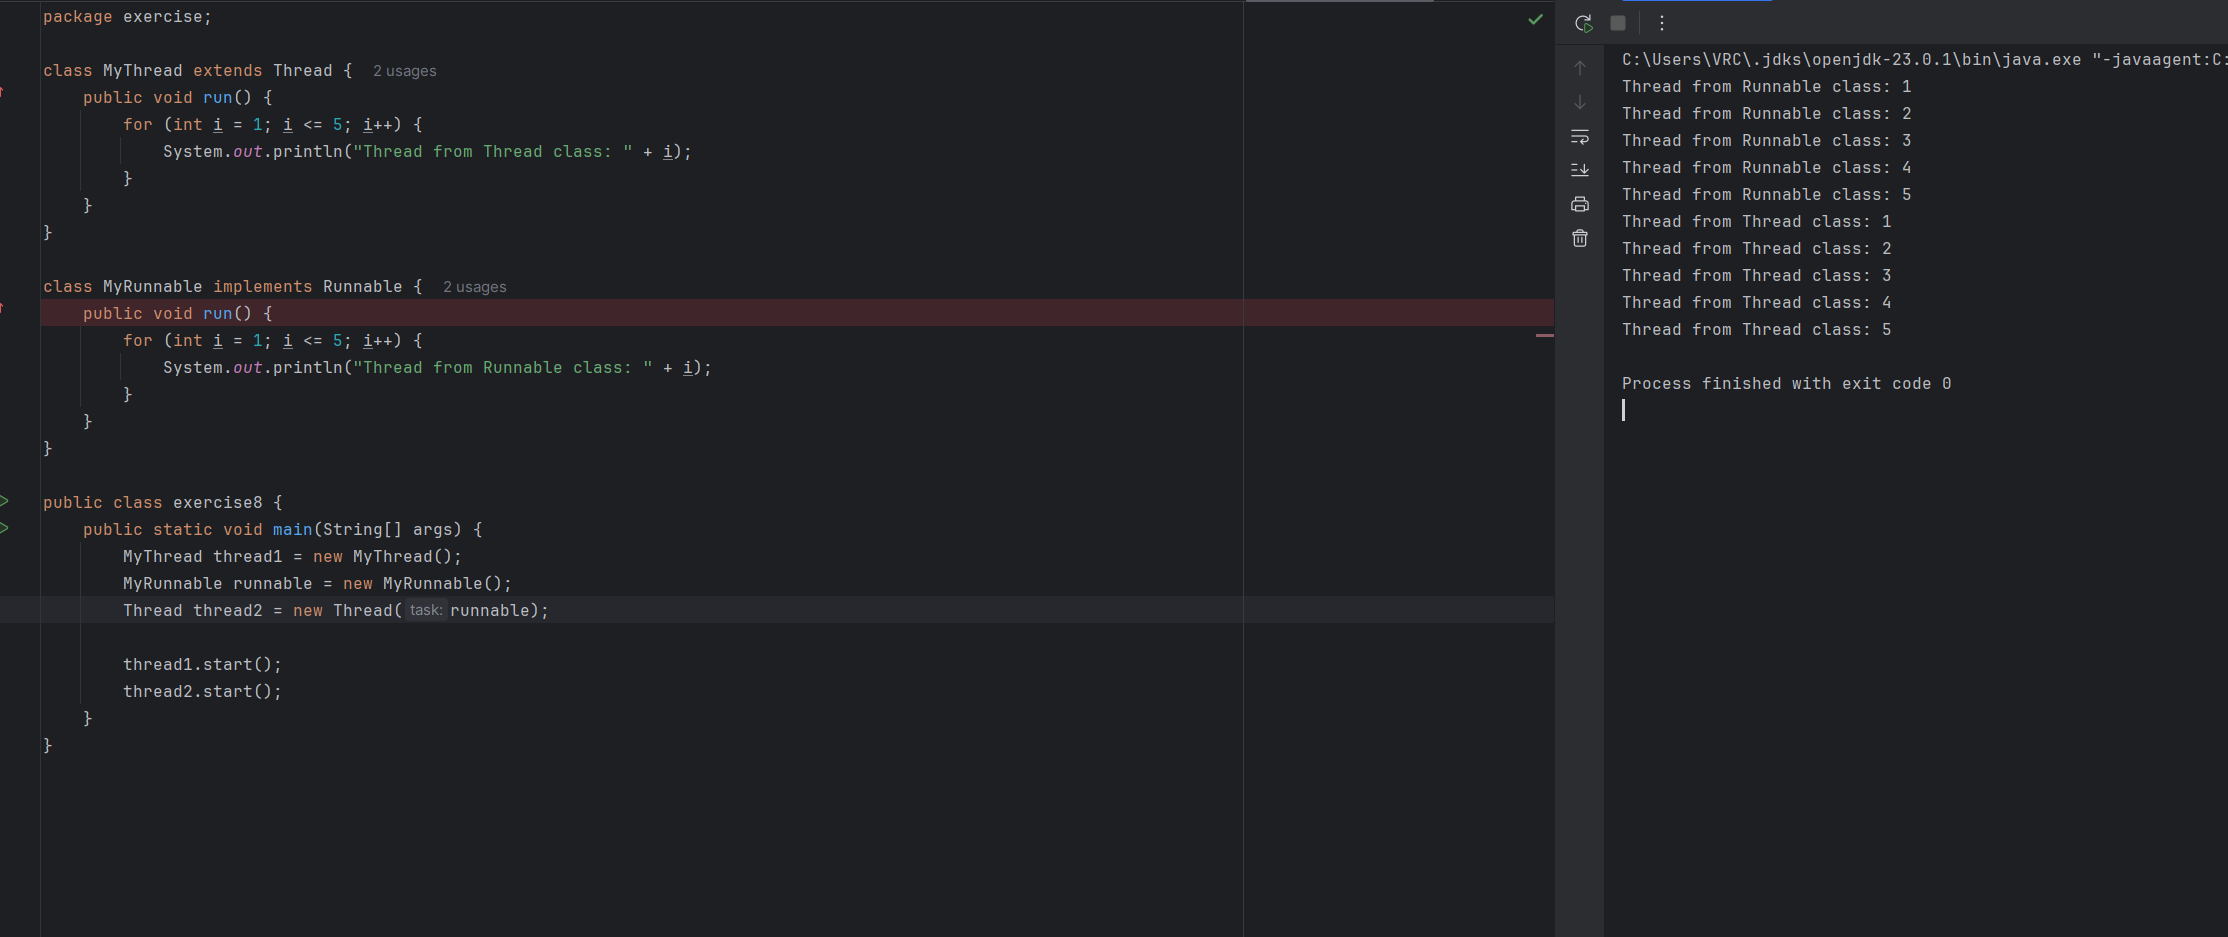 package exercise;
class MyThread extends Thread {  2 usages
    public void run() {
        for (int i = 1; i <= 5; i++) {
            System.out.println("Thread from Thread class: " + i);
        }
    }
}
class MyRunnable implements Runnable {  2 usages
    public void run() {
        for (int i = 1; i <= 5; i++) {
            System.out.println("Thread from Runnable class: " + i);
        }
    }
}
public class exercise8 {
    public static void main(String[] args) {
        MyThread thread1 = new MyThread();
        MyRunnable runnable = new MyRunnable();
        Thread thread2 = new Thread( task: runnable);
        thread1.start();
        thread2.start();
    }
}
C:\Users\VRC\.jdks\openjdk-23.0.1\bin\java.exe "-javaagent:C:
Thread from Runnable class: 1
Thread from Runnable class: 2
Thread from Runnable class: 3
Thread from Runnable class: 4
Thread from Runnable class: 5
Thread from Thread class: 1
Thread from Thread class: 2
Thread from Thread class: 3
Thread from Thread class: 4
Thread from Thread class: 5
Process finished with exit code 0